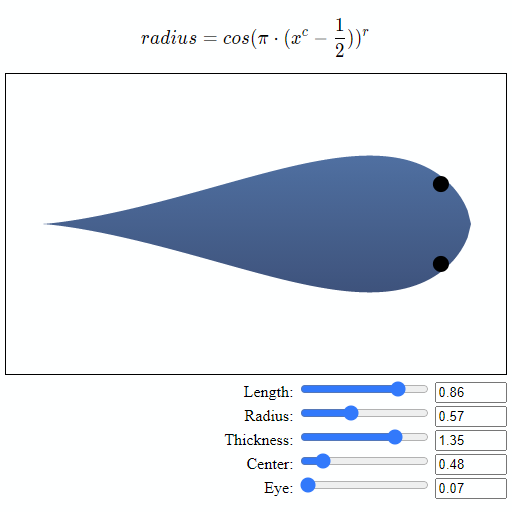 radius = cos(π · (x^c − 1/2))^r
Length: 0.86
Radius: 0.57
Thickness: 1.35
Center: 0.48
Eye: 0.07